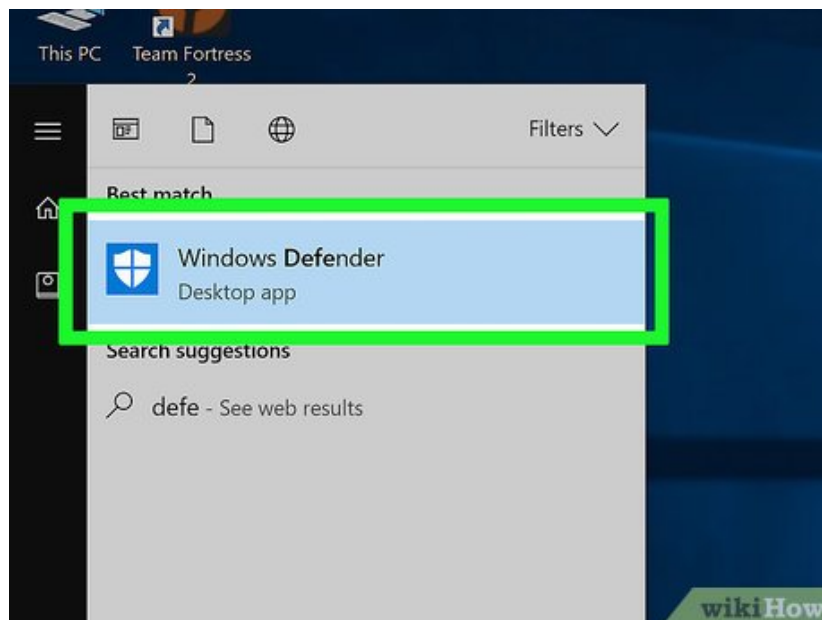 This PC
Team Fortress
2
Filters
Best match
Windows Defender
Desktop app
Search suggestions
defe - See web results
wikiHow